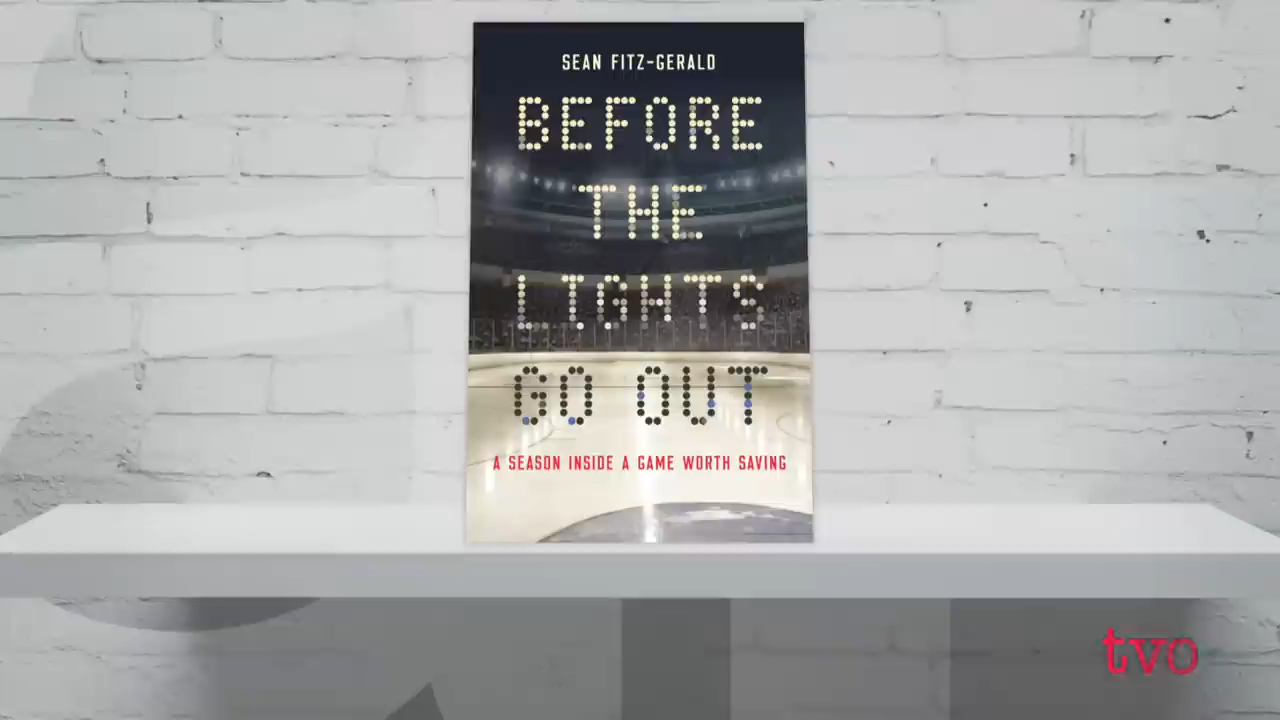 SEAN FITZ-GERALD
BEFORE
THE
LIGHTS
GO OUT
A SEASON INSIDE A GAME WORTH SAVING
tvo